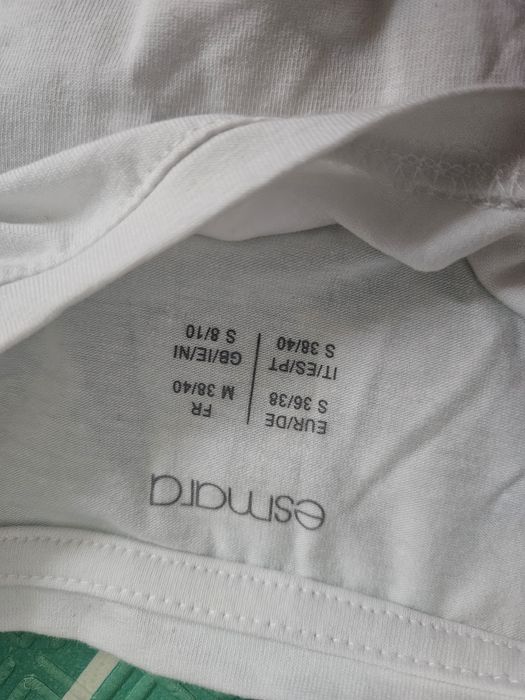 esmara
EUR/DE
S 36/38
FR
M 38/40
IT/ES/PT
S 38/40
GB/IE/NI
S 8/10